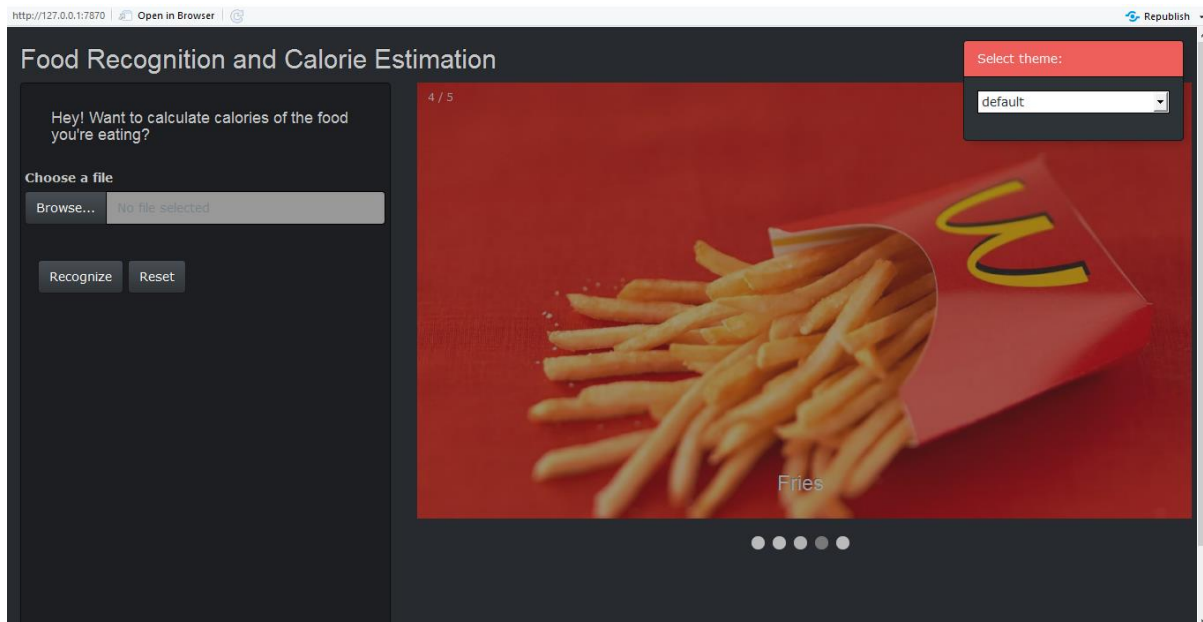 http://127.0.0.1:7870
Open in Browser
Republish
Food Recognition and Calorie Estimation
Select theme:
default
Hey! Want to calculate calories of the food
you're eating?
Choose a file
Browse...
No file selected
Recognize
Reset
4 / 5
Fries